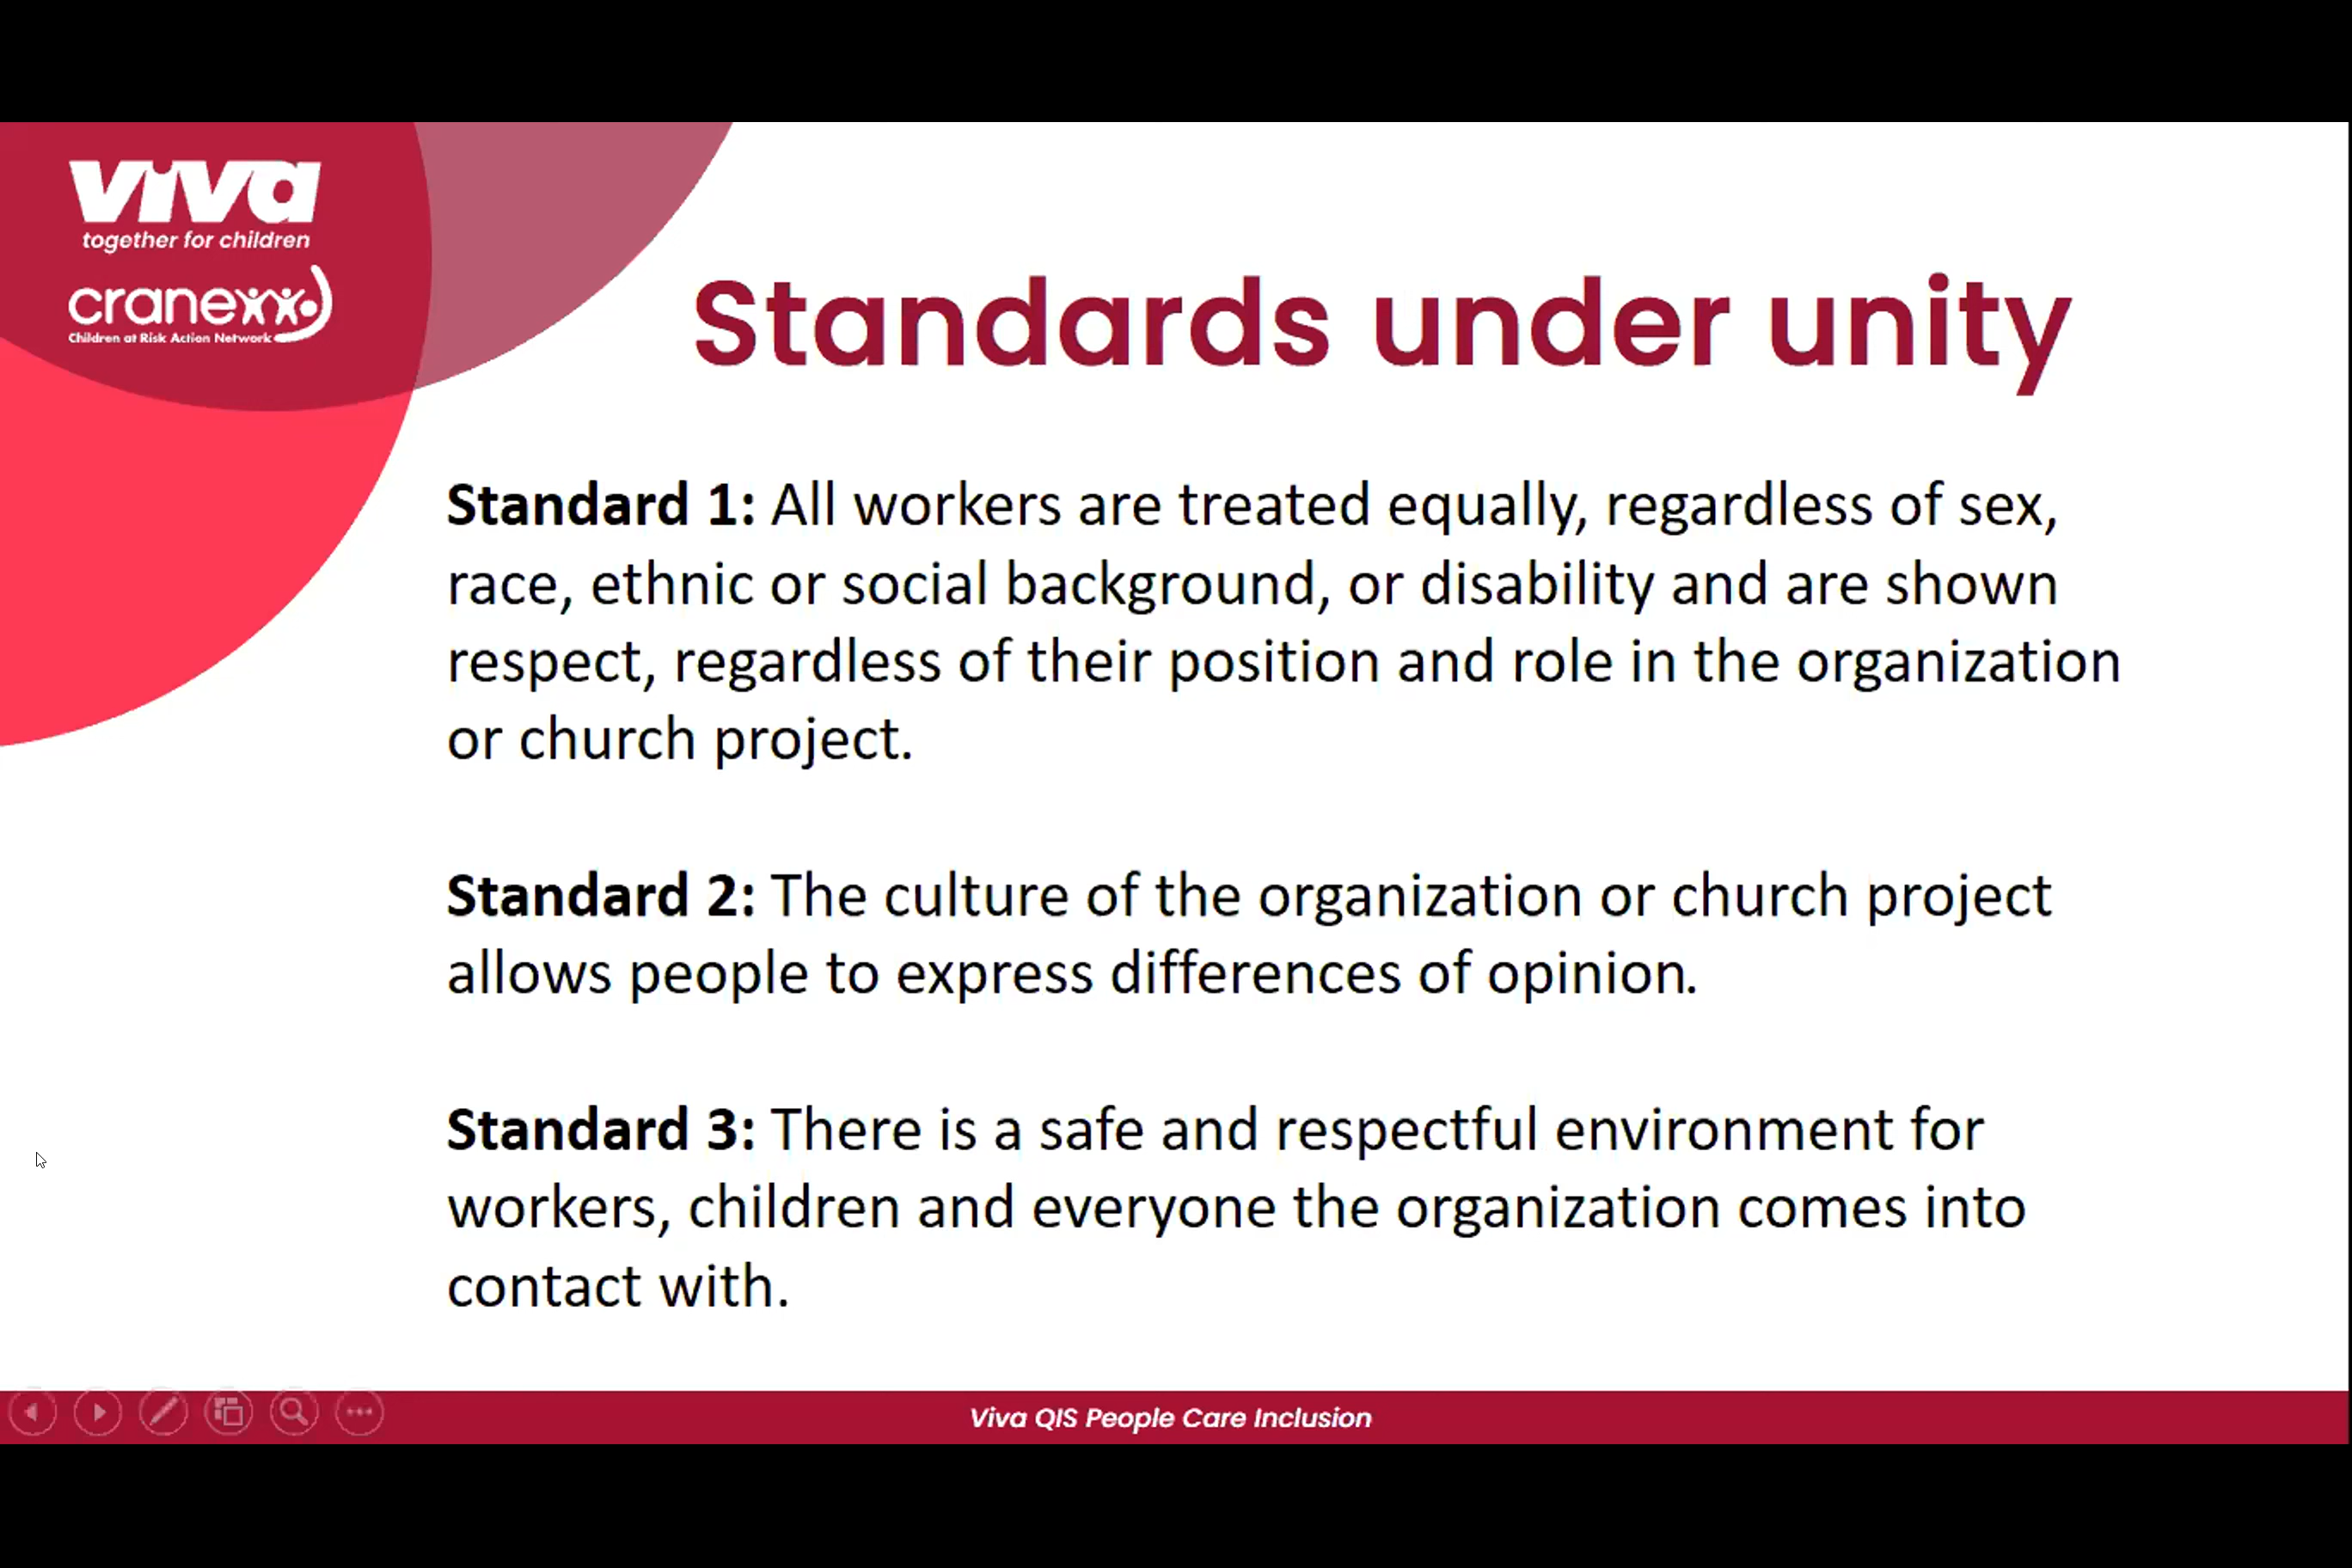 viva
together for children
crane
Children at Risk Action Network
Standards under unity
Standard 1: All workers are treated equally, regardless of sex,
race, ethnic or social background, or disability and are shown
respect, regardless of their position and role in the organization
or church project.
Standard 2: The culture of the organization or church project
allows people to express differences of opinion.
Standard 3: There is a safe and respectful environment for
workers, children and everyone the organization comes into
contact with.
Viva QIS People Care Inclusion